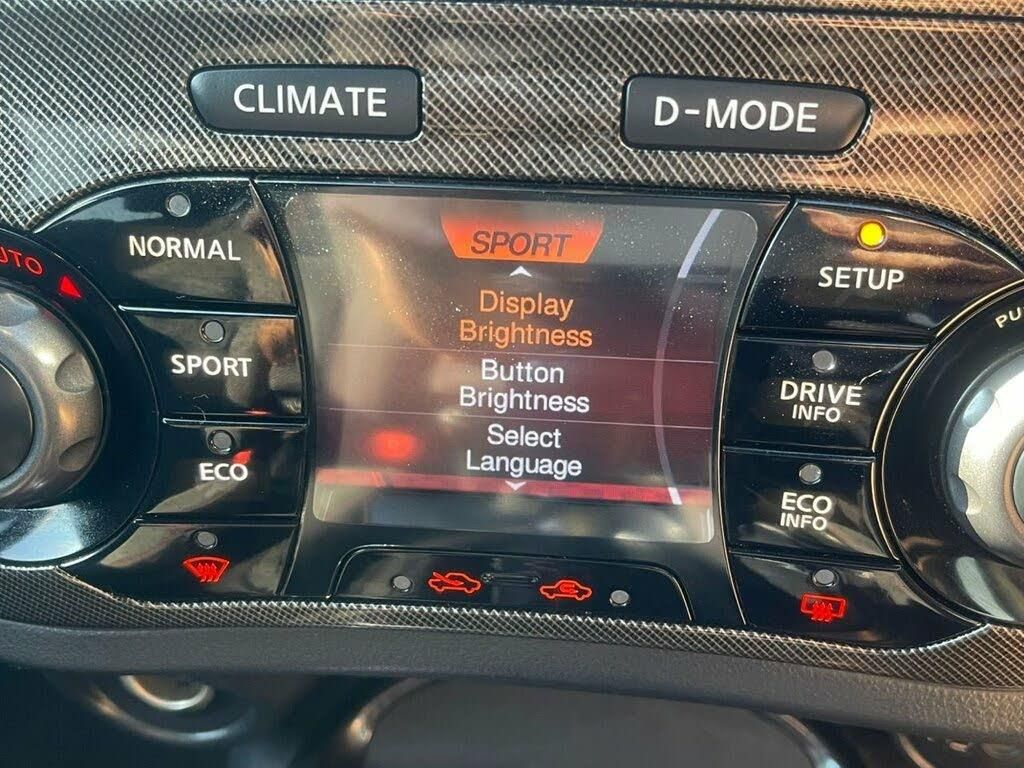 CLIMATE
D-MODE
NORMAL
SPORT
SETUP
Display
Brightness
Button
Brightness
Select
Language
SPORT
DRIVE
INFO
ECO
ECO
INFO